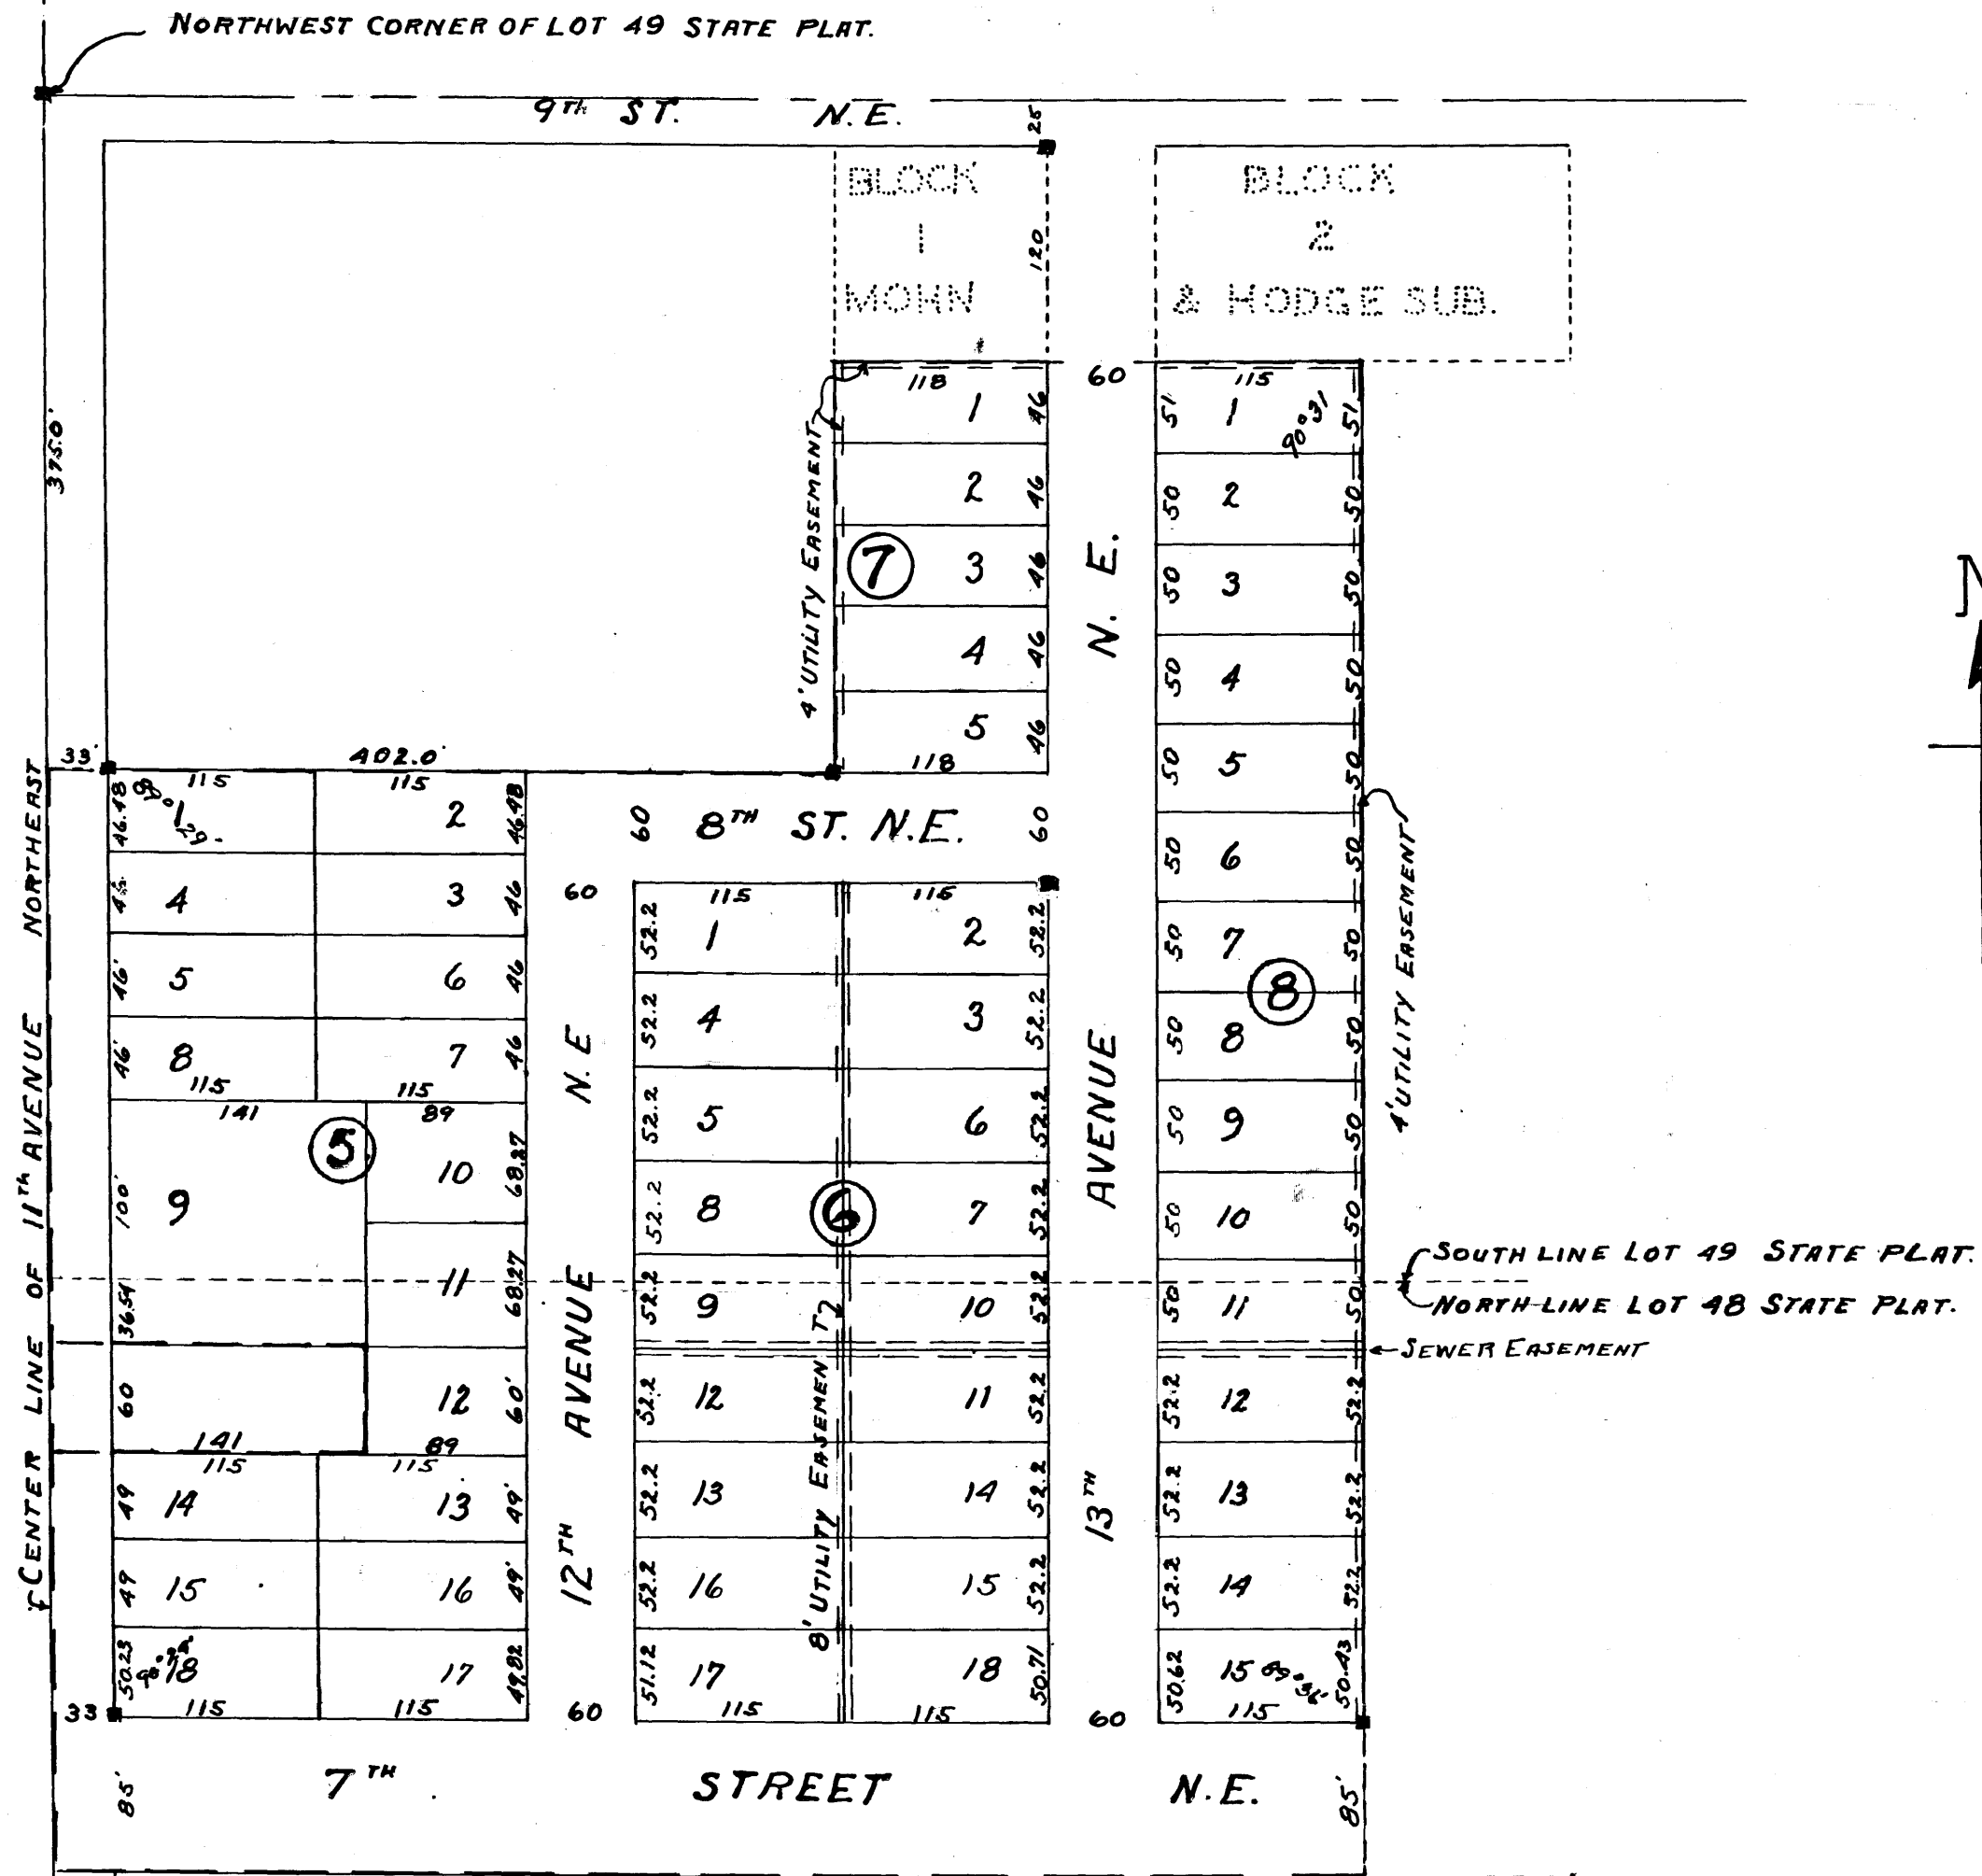 NORTHWEST CORNER OF LOT 49 STATE PLAT.
9TH ST. N.E.
25
BLOCK
1
MOHN
120
BLOCK
2
& HODGE SUB.
375.0'
4' UTILITY EASEMENT
118
1 46
2 46
7
3 46
4 46
5 46
118
60
N. E.
AVENUE
13TH
60
115
51 1 90°31 51
50 2 50
50 3 50
50 4 50
50 5 50
50 6 50
50 7 50
8
50 8 50
50 9 50
50 10 50
50 11 50
52.2 12 52.2
52.2 13 52.2
52.2 14 52.2
50.62 15 89°36' 50.43
115
4' UTILITY EASEMENT
N
SOUTH LINE LOT 49 STATE PLAT.
NORTH LINE LOT 48 STATE PLAT.
SEWER EASEMENT
33'
402.0'
60 8TH ST. N.E. 60
CENTER LINE OF 11TH AVENUE NORTHEAST
115 115
46.48 1 2 46.48
4 3 46
46' 5 6 46
46' 8 7 46
115 115
141 89
5
100' 9 10 68.27
36.54 11 68.27
60 12 60'
141 89
115 115
49 14 13 49'
49 15 16 49'
50.23 18 17 49.82
33 115 115
60
12TH AVENUE N.E
60
115 115
52.2 1 2 52.2
52.2 4 3 52.2
52.2 5 6 52.2
52.2 8 7 52.2
6
52.2 9 10 52.2
52.2 12 11 52.2
52.2 13 14 52.2
52.2 16 15 52.2
51.12 17 18 50.71
115 115
8' UTILITY EASEMENT
85' 7TH STREET N.E. 85'